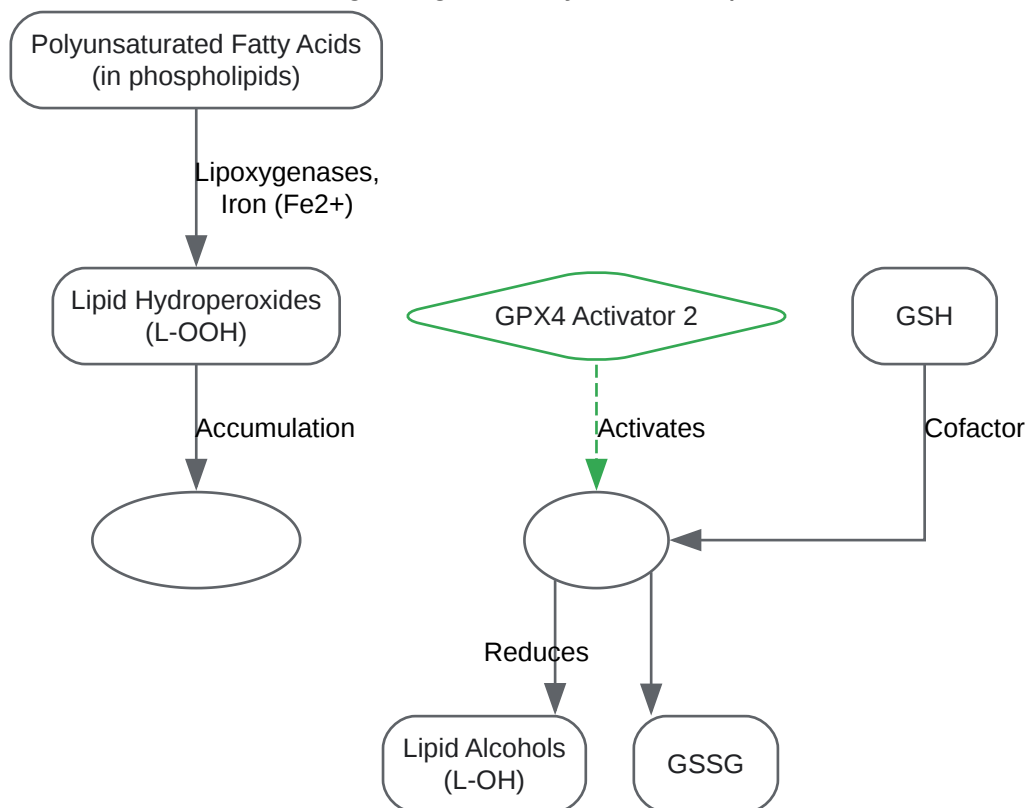 Polyunsaturated Fatty Acids
(in phospholipids)
Lipoxygenases,
Iron (Fe2+)
Lipid Hydroperoxides
(L-OOH)
GPX4 Activator 2
GSH
Accumulation
Activates
Cofactor
Reduces
Lipid Alcohols
(L-OH)
GSSG